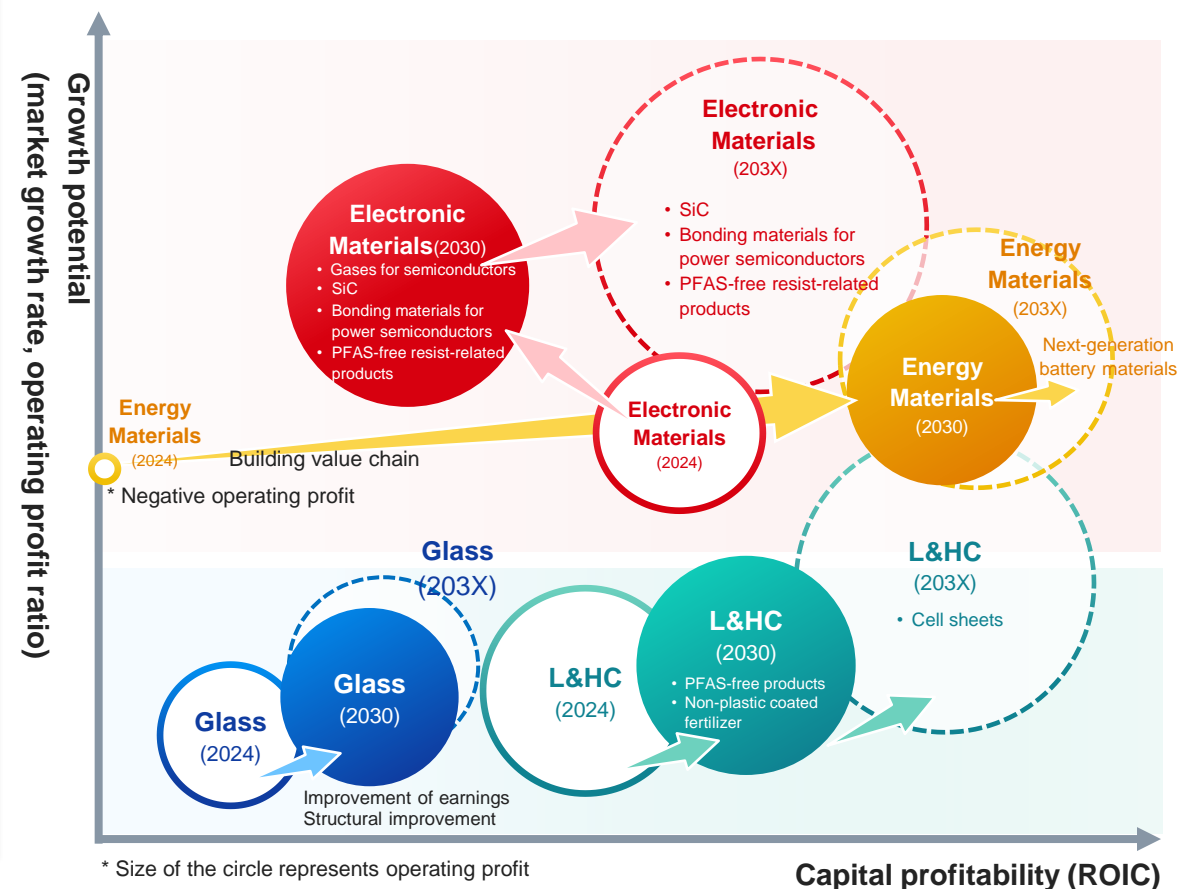 Growth potential
(market growth rate, operating profit ratio)
Electronic
Materials
(203X)
• SiC
• Bonding materials for
power semiconductors
• PFAS-free resist-related
products
Electronic
Materials(2030)
• Gases for semiconductors
• SiC
• Bonding materials for
power semiconductors
• PFAS-free resist-related
products
Energy
Materials
(203X)
Next-generation
battery materials
Energy
Materials
(2030)
Electronic
Materials
(2024)
Energy
Materials
(2024)
Building value chain
* Negative operating profit
Glass
(203X)
Glass
(2030)
Glass
(2024)
Improvement of earnings
Structural improvement
L&HC
(2024)
L&HC
(2030)
• PFAS-free products
• Non-plastic coated
fertilizer
L&HC
(203X)
• Cell sheets
* Size of the circle represents operating profit
Capital profitability (ROIC)